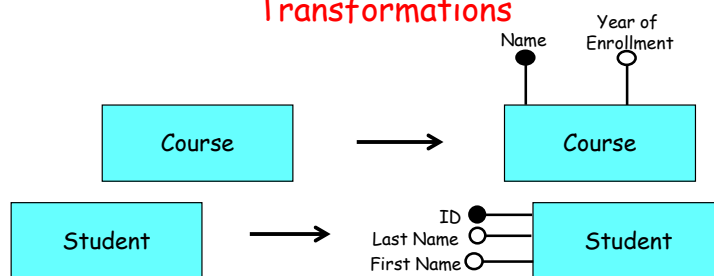 Transformations
Name
Year of
Enrollment
Course
Course
Student
ID
Last Name
First Name
Student